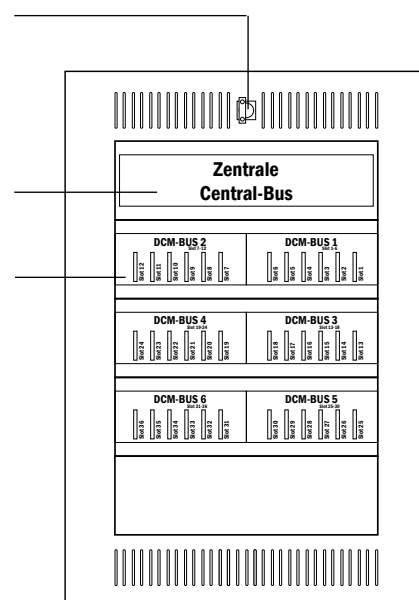 Zentrale
Central-Bus
DCM-BUS 2
Slot 7-12
Slot 12
Slot 11
Slot 10
Slot 9
Slot 8
Slot 7
DCM-BUS 1
Slot 1-6
Slot 6
Slot 5
Slot 4
Slot 3
Slot 2
Slot 1
DCM-BUS 4
Slot 19-24
Slot 24
Slot 23
Slot 22
Slot 21
Slot 20
Slot 19
DCM-BUS 3
Slot 13-18
Slot 18
Slot 17
Slot 16
Slot 15
Slot 14
Slot 13
DCM-BUS 6
Slot 31-36
Slot 36
Slot 35
Slot 34
Slot 33
Slot 32
Slot 31
DCM-BUS 5
Slot 25-30
Slot 30
Slot 29
Slot 28
Slot 27
Slot 26
Slot 25